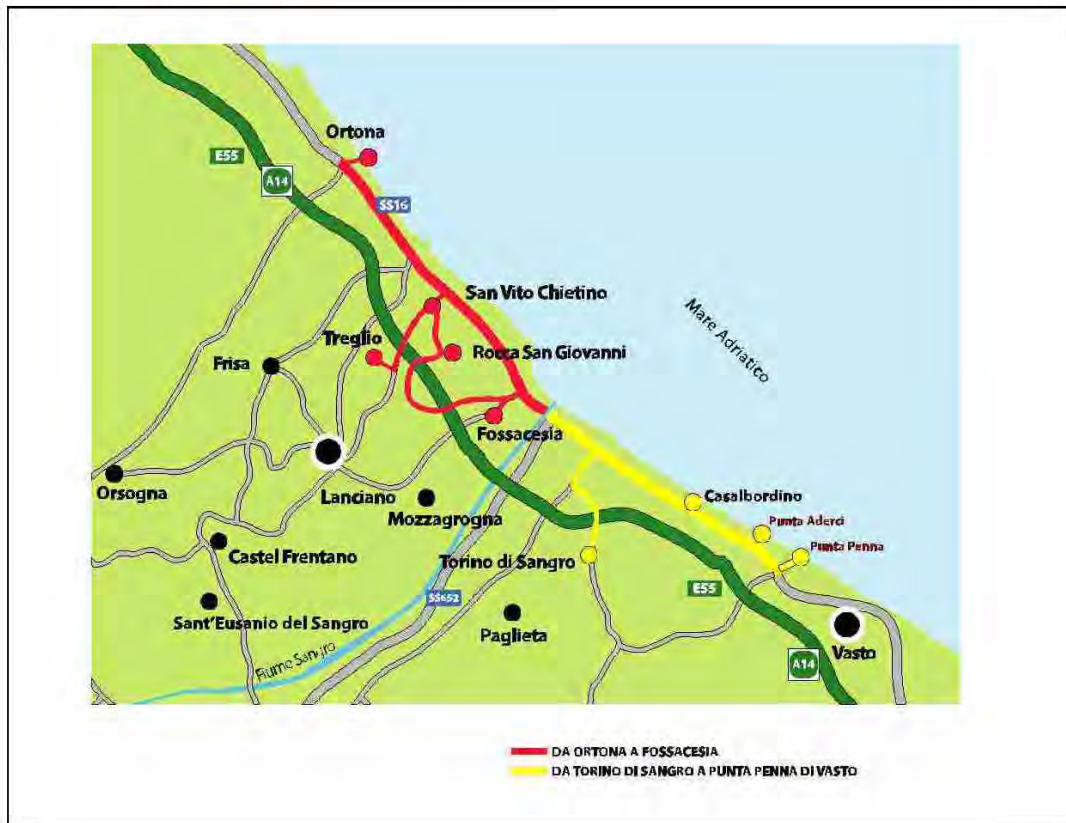 Ortona
E55
A14
SS16
San Vito Chietino
Treglio
Rocca San Giovanni
Frisa
Mare Adriatico
Fossacesia
Orsogna
Lanciano
Mozzagrogna
Casalbordino
Punta Aderci
Punta Penna
Castel Frentano
Torino di Sangro
SS652
E55
Sant'Eusanio del Sangro
Paglieta
Vasto
Fiume Sangro
A14
DA ORTONA A FOSSACESIA
DA TORINO DI SANGRO A PUNTA PENNA DI VASTO